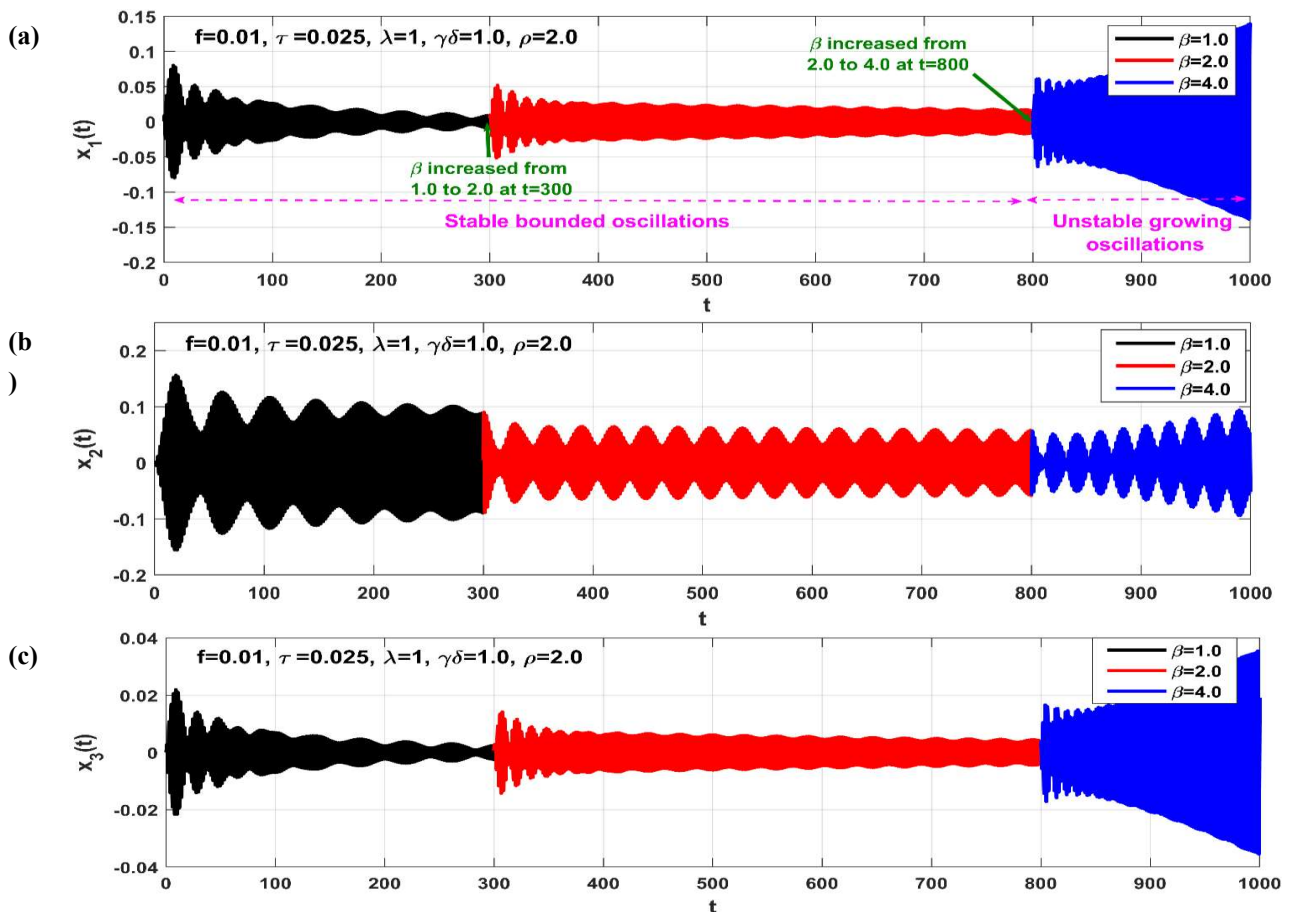 (a)
0.15
0.1
0.05
0
-0.05
-0.1
-0.15
-0.2
x1(t)
f=0.01, τ =0.025, λ=1, γδ=1.0, ρ=2.0
β increased from
2.0 to 4.0 at t=800
β=1.0
β=2.0
β=4.0
β increased from
1.0 to 2.0 at t=300
Stable bounded oscillations
Unstable growing
oscillations
0 100 200 300 400 500 600 700 800 900 1000
t
(b
)
0.2
0.1
0
-0.1
-0.2
x2(t)
f=0.01, τ =0.025, λ=1, γδ=1.0, ρ=2.0
β=1.0
β=2.0
β=4.0
0 100 200 300 400 500 600 700 800 900 1000
t
(c)
0.04
0.02
0
-0.02
-0.04
x3(t)
f=0.01, τ =0.025, λ=1, γδ=1.0, ρ=2.0
β=1.0
β=2.0
β=4.0
0 100 200 300 400 500 600 700 800 900 1000
t